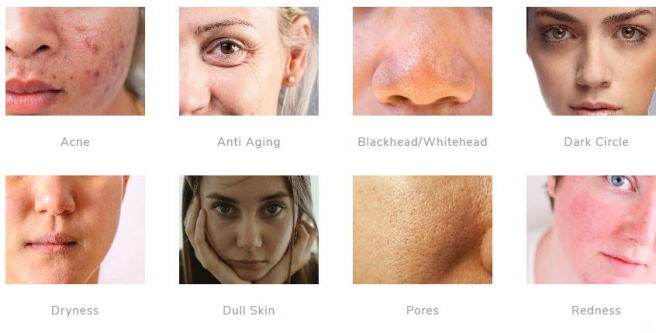 Acne
Anti Aging
Blackhead/Whitehead
Dark Circle
Dryness
Dull Skin
Pores
Redness